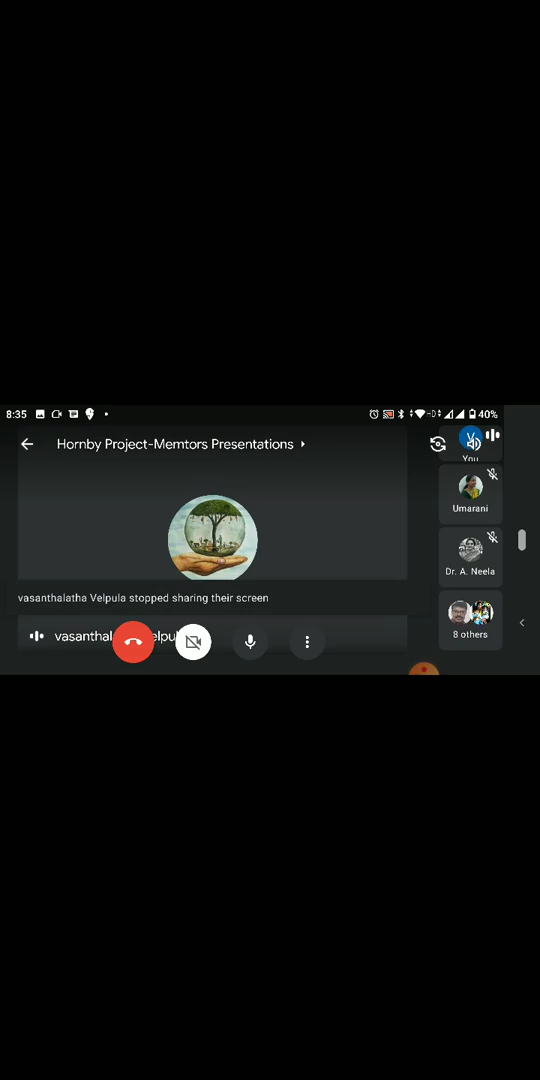 8:35
40%
Hornby Project-Memtors Presentations
You
Umarani
Dr. A. Neela
vasanthalatha Velpula stopped sharing their screen
8 others